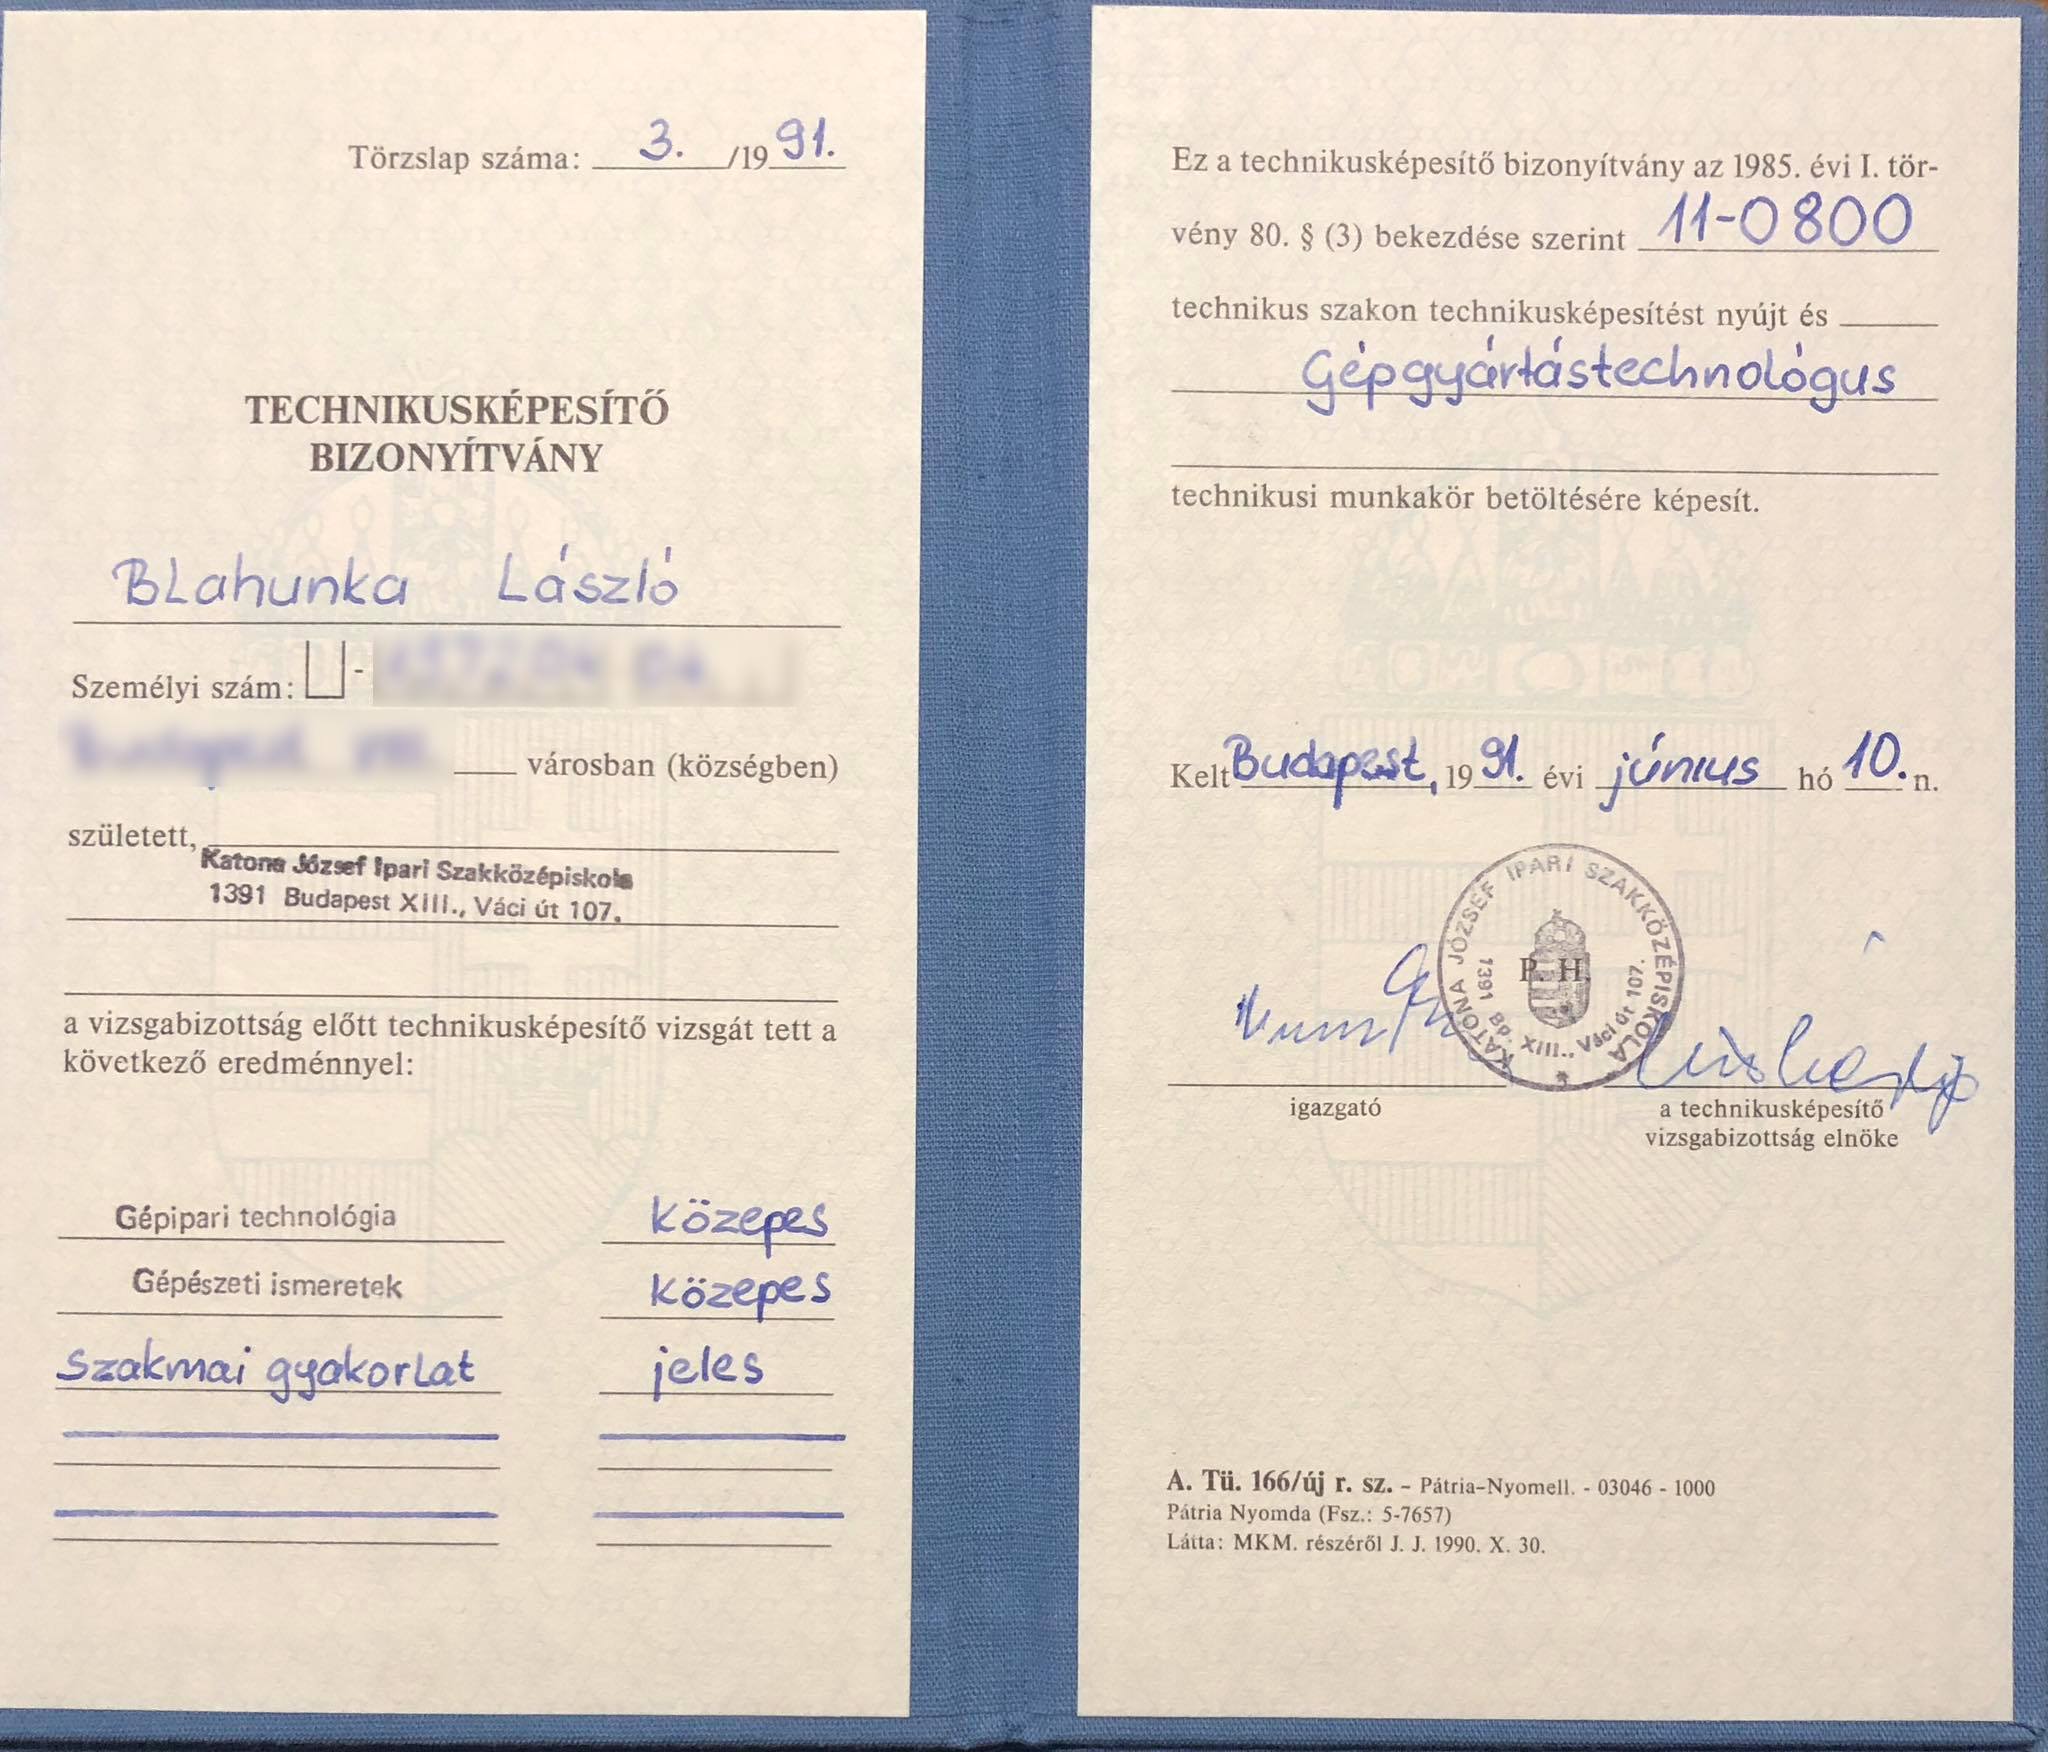 Törzslap száma: 3. /1991.
TECHNIKUSKÉPESÍTŐ
BIZONYÍTVÁNY
BLahunka László
Személyi szám: -
városban (községben)
született,
Katona József Ipari Szakközépiskola
1391 Budapest XIII., Váci út 107.
a vizsgabizottság előtt technikusképesítő vizsgát tett a
következő eredménnyel:
Gépipari technológia közepes
Gépészeti ismeretek közepes
Szakmai gyakorlat jeles
Ez a technikusképesítő bizonyítvány az 1985. évi I. tör-
vény 80. § (3) bekezdése szerint 11-0800
technikus szakon technikusképesítést nyújt és
Gépgyártástechnológus
technikusi munkakör betöltésére képesít.
Kelt Budapest, 1991. évi június hó 10. n.
KATONA JÓZSEF IPARI SZAKKÖZÉPISKOLA
1391 Bp. XIII., Váci út 107.
P. H.
igazgató
a technikusképesítő
vizsgabizottság elnöke
A. Tü. 166/új r. sz. - Pátria-Nyomell. - 03046 - 1000
Pátria Nyomda (Fsz.: 5-7657)
Látta: MKM. részéről J. J. 1990. X. 30.